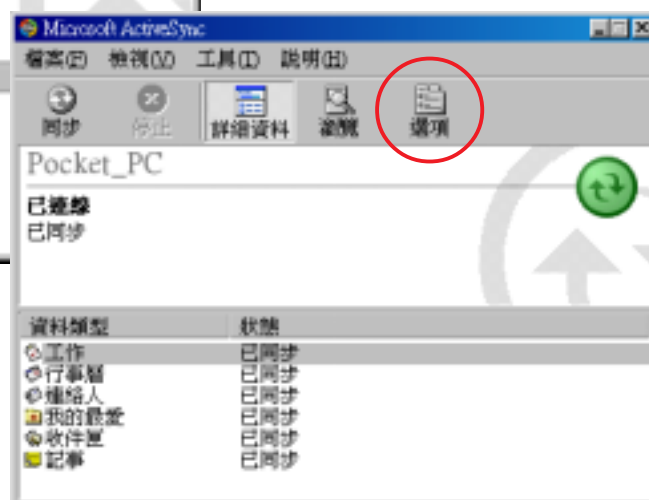 Microsoft ActiveSync
檔案(F) 檢視(V) 工具(T) 說明(H)
同步 停止 詳細資料 瀏覽 選項
Pocket_PC
已連線
已同步
資料類型 狀態
工作 已同步
行事曆 已同步
連絡人 已同步
我的最愛 已同步
收件匣 已同步
記事 已同步